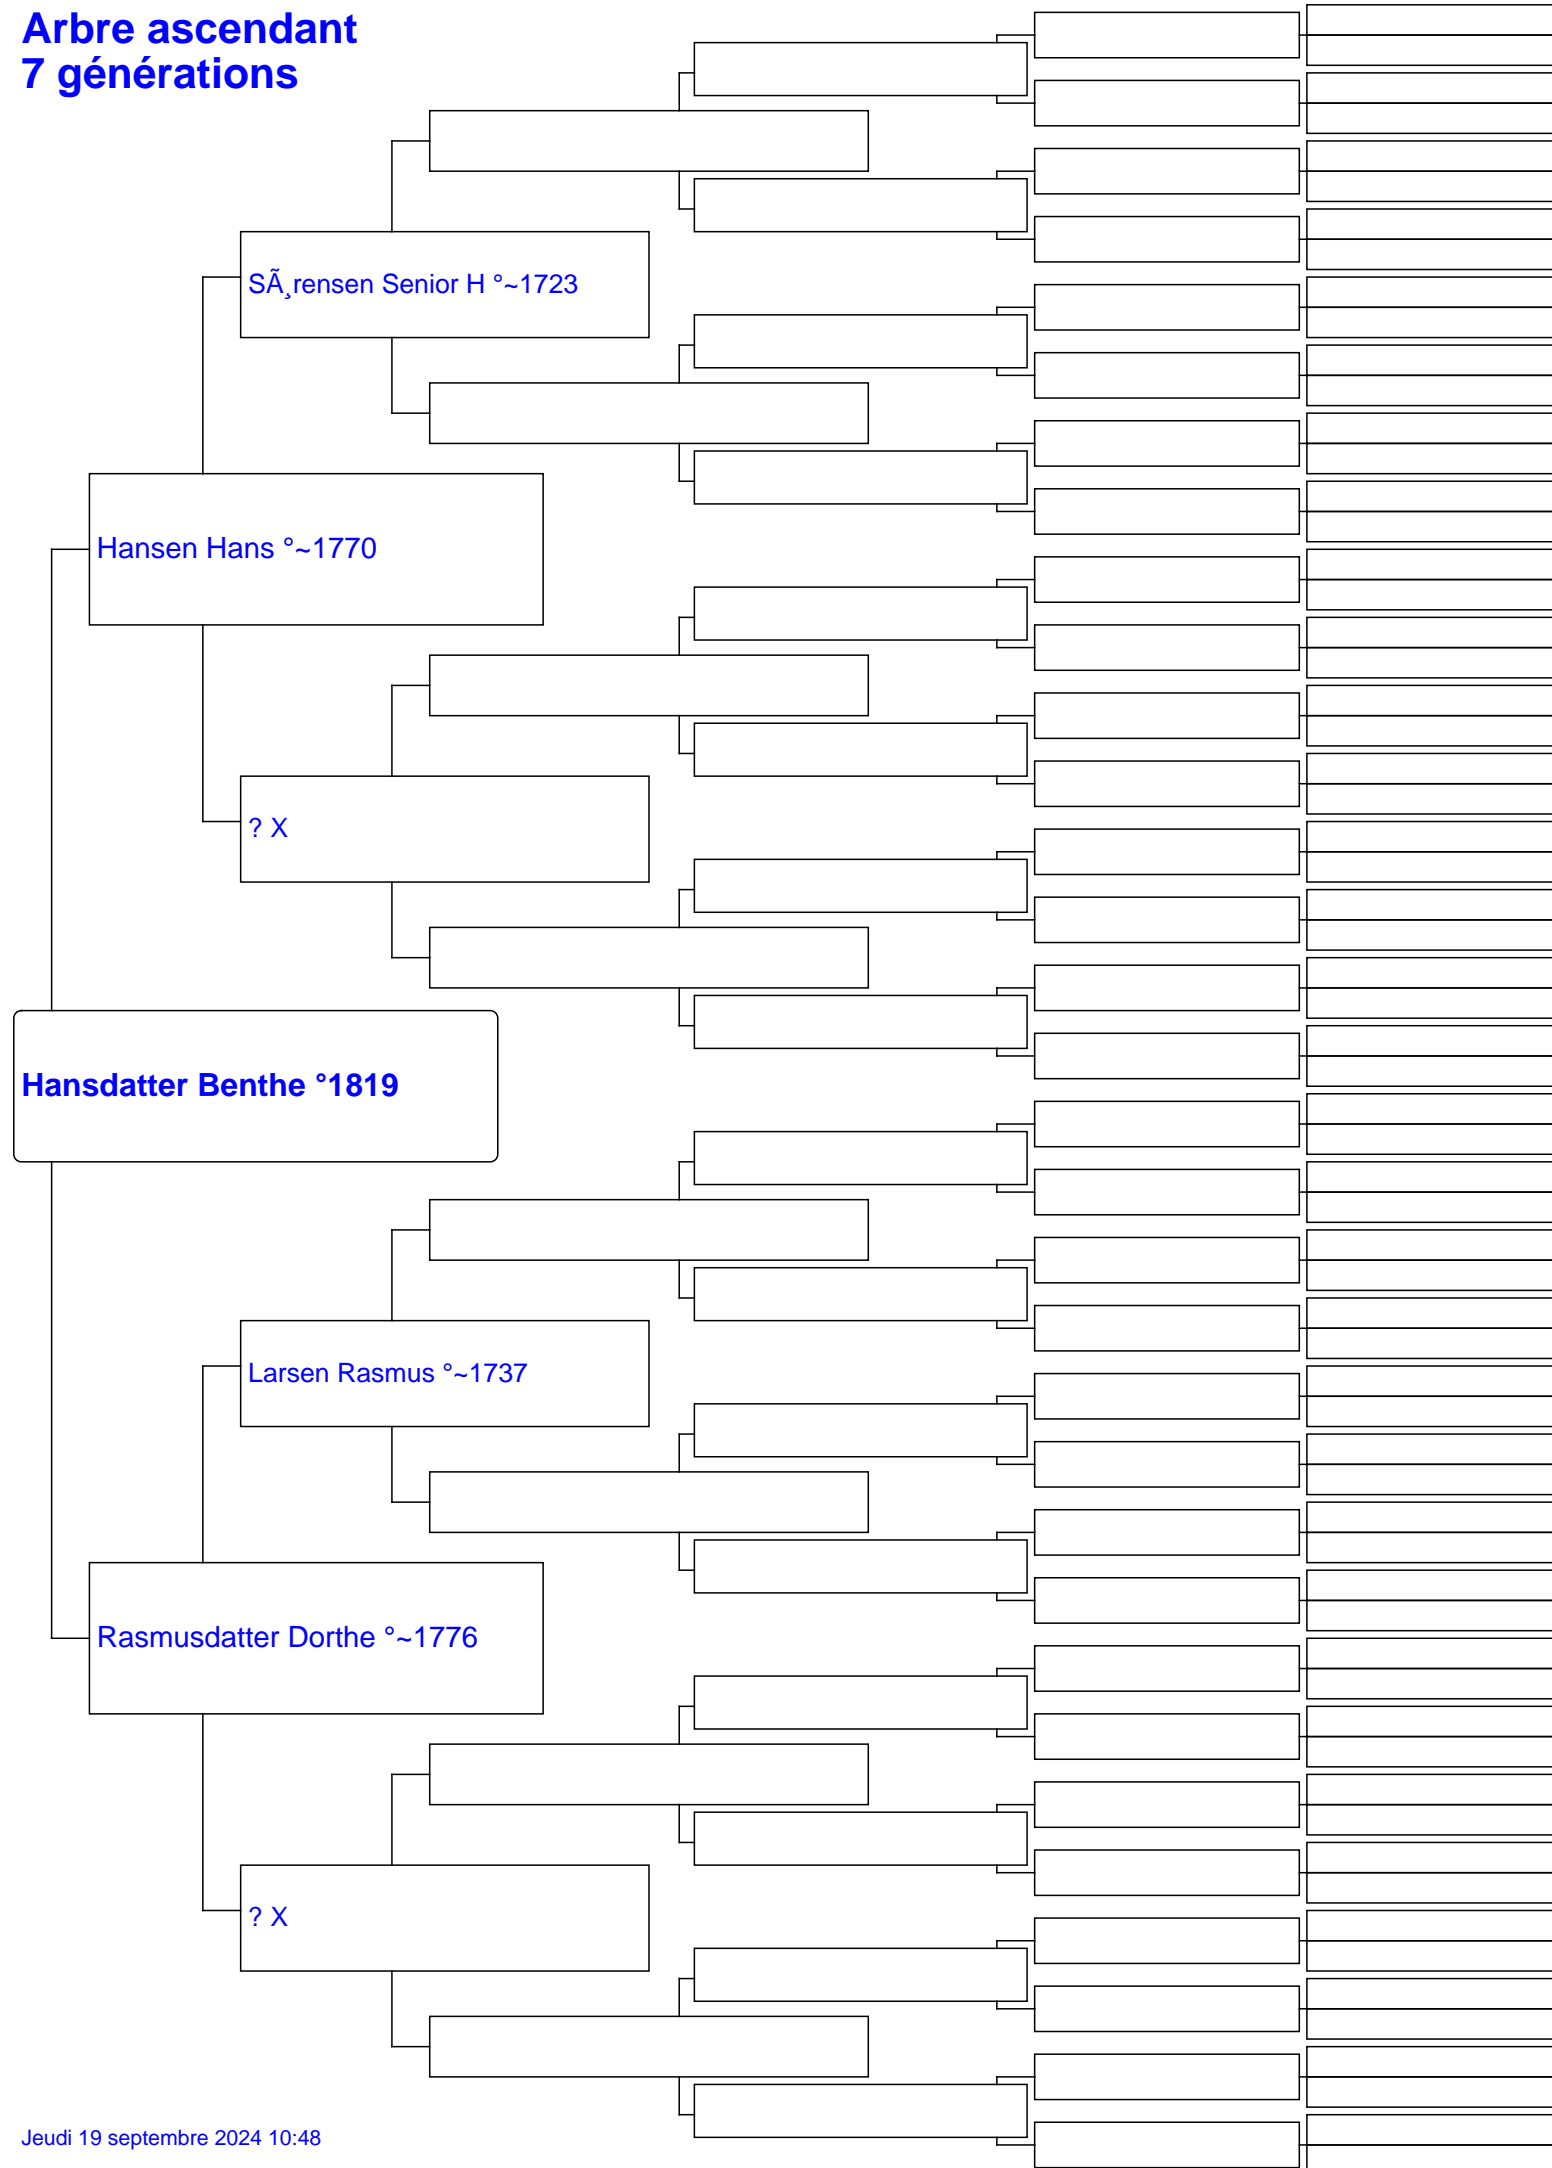 Arbre ascendant
7 générations
SÃ¸rensen Senior H °~1723
Hansen Hans °~1770
? X
Hansdatter Benthe °1819
Larsen Rasmus °~1737
Rasmusdatter Dorthe °~1776
? X
Jeudi 19 septembre 2024 10:48